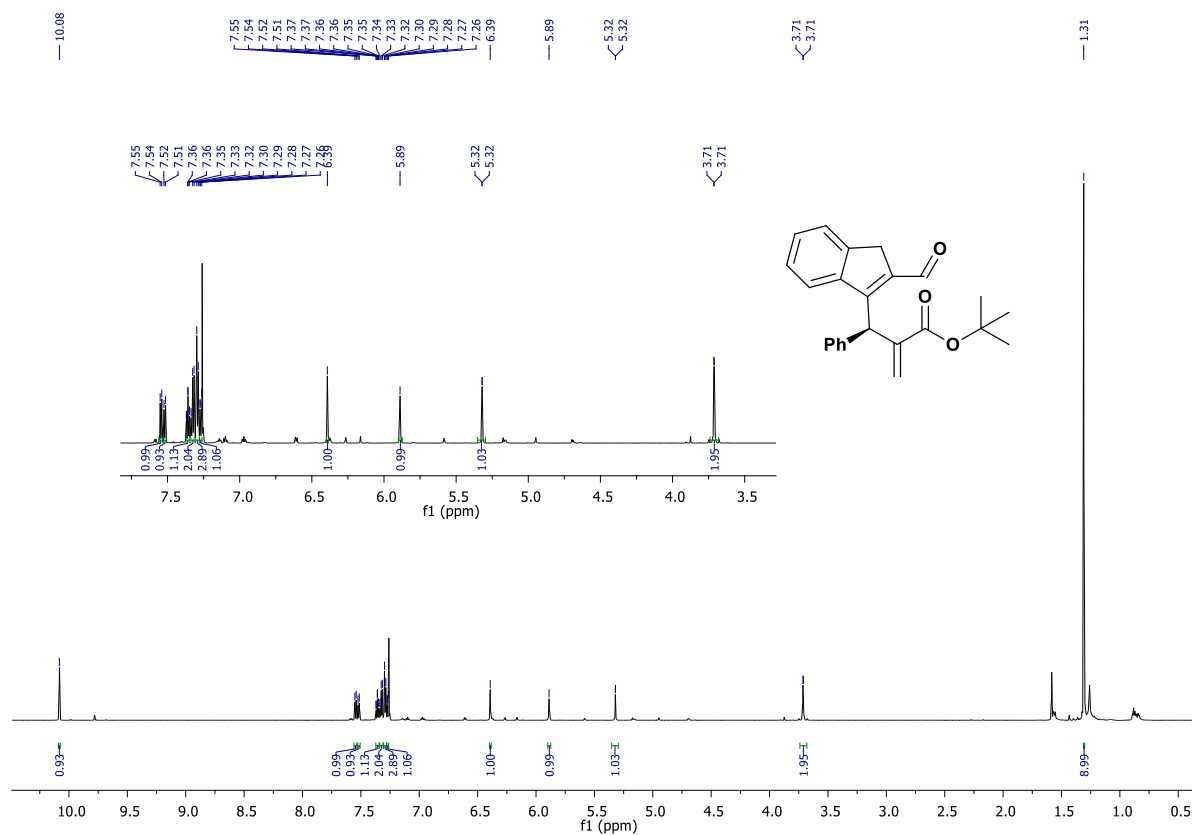 10.08 7.55 7.54 7.52 7.51 7.37 7.37 7.36 7.36 7.35 7.35 7.34 7.33 7.32 7.30 7.29 7.28 7.27 7.26 6.39 5.89 5.32 5.32 3.71 3.71 1.31
7.55 7.54 7.52 7.51 7.36 7.36 7.35 7.33 7.32 7.30 7.29 7.28 7.27 7.26 6.39 5.89 5.32 5.32 3.71 3.71
O
O
Ph
O
0.99 0.93 1.13 2.04 2.89 1.06 1.00 0.99 1.03 1.95
7.5 7.0 6.5 6.0 5.5 5.0 4.5 4.0 3.5
f1 (ppm)
0.93 0.99 0.93 1.13 2.04 2.89 1.06 1.00 0.99 1.03 1.95 8.99
10.0 9.5 9.0 8.5 8.0 7.5 7.0 6.5 6.0 5.5 5.0 4.5 4.0 3.5 3.0 2.5 2.0 1.5 1.0 0.5
f1 (ppm)